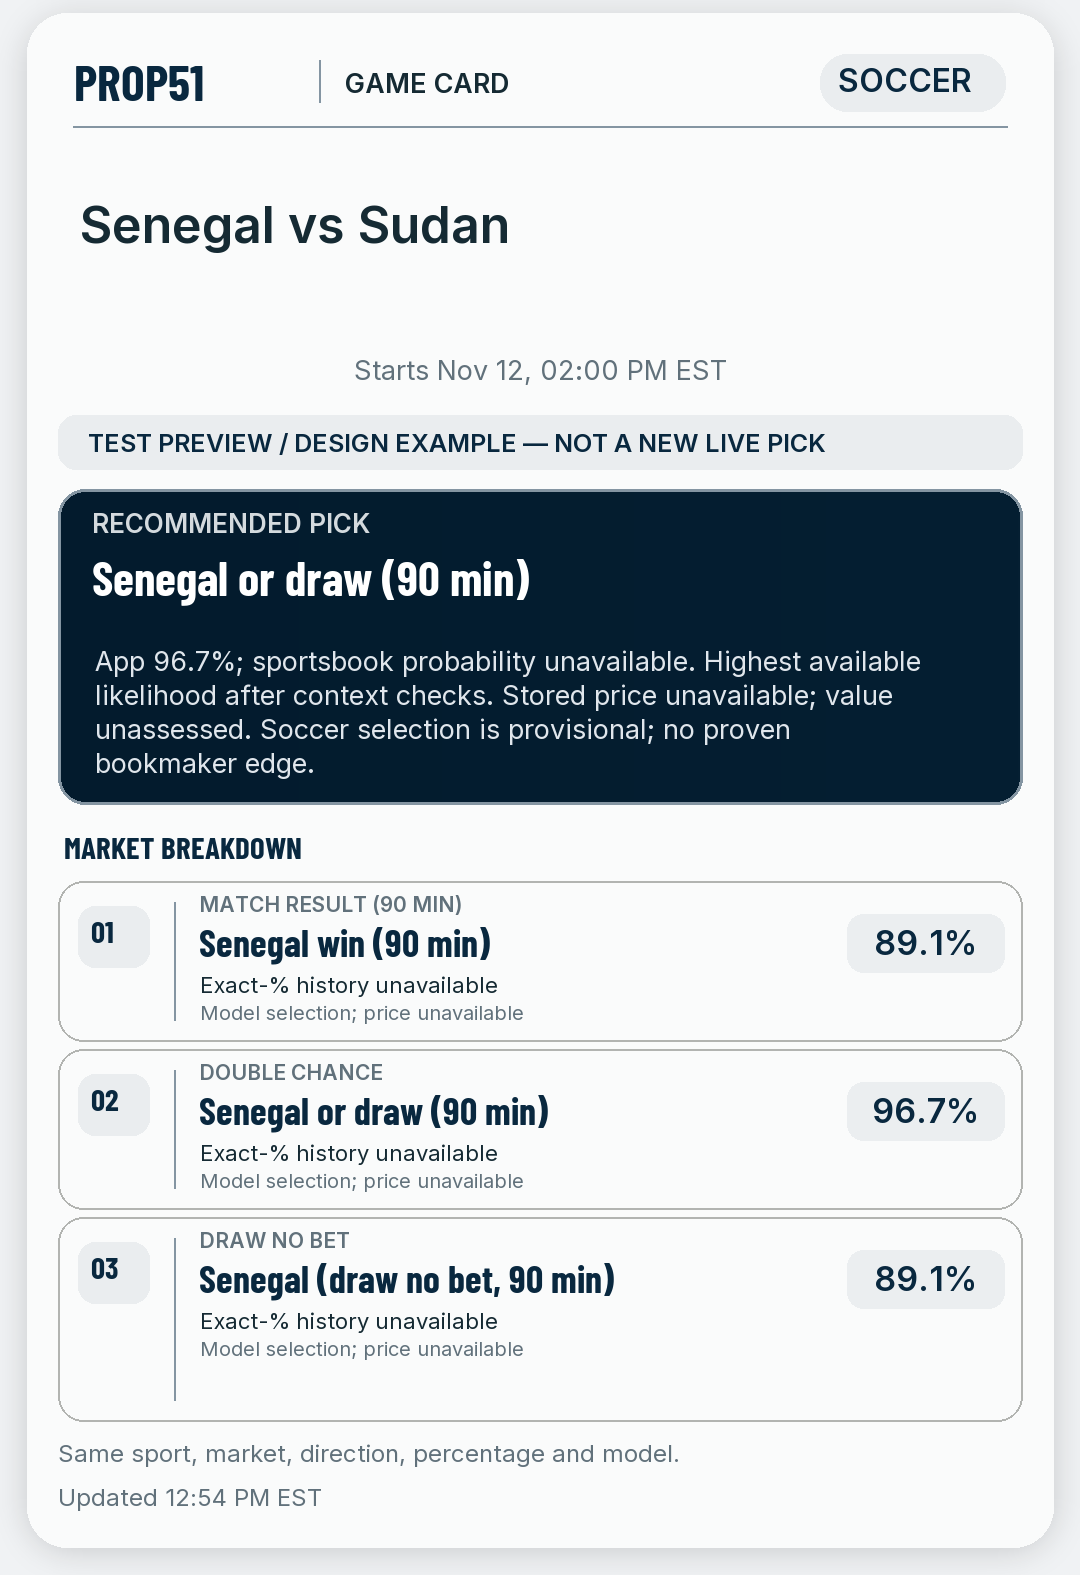 PROP51
GAME CARD
SOCCER
Senegal vs Sudan
Starts Nov 12, 02:00 PM EST
TEST PREVIEW / DESIGN EXAMPLE — NOT A NEW LIVE PICK
RECOMMENDED PICK
Senegal or draw (90 min)
App 96.7%; sportsbook probability unavailable. Highest available
likelihood after context checks. Stored price unavailable; value
unassessed. Soccer selection is provisional; no proven
bookmaker edge.
MARKET BREAKDOWN
01
MATCH RESULT (90 MIN)
Senegal win (90 min)
Exact-% history unavailable
Model selection; price unavailable
89.1%
02
DOUBLE CHANCE
Senegal or draw (90 min)
Exact-% history unavailable
Model selection; price unavailable
96.7%
03
DRAW NO BET
Senegal (draw no bet, 90 min)
Exact-% history unavailable
Model selection; price unavailable
89.1%
Same sport, market, direction, percentage and model.
Updated 12:54 PM EST